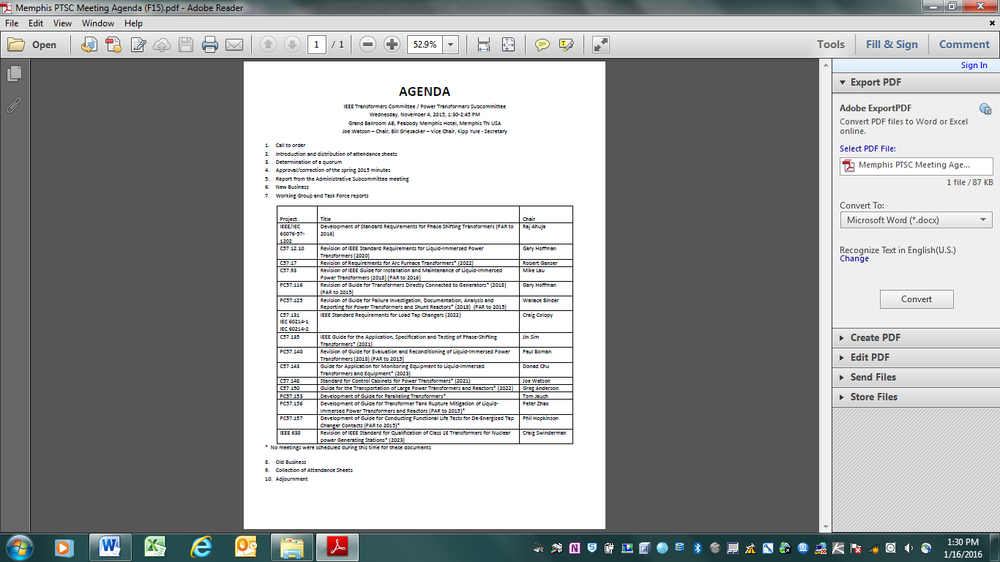 Memphis PTSC Meeting Agenda (F15).pdf - Adobe Reader
File Edit View Window Help
Open 1 / 1 52.9% Tools Fill & Sign Comment
Sign In
Export PDF
Adobe ExportPDF
Convert PDF files to Word or Excel
online.
Select PDF File:
Memphis PTSC Meeting Age...
1 file / 87 KB
Convert To:
Microsoft Word (*.docx)
Recognize Text in English(U.S.)
Change
Convert
Create PDF
Edit PDF
Send Files
Store Files
AGENDA
IEEE Transformers Committee / Power Transformers Subcommittee
Wednesday, November 4, 2015, 1:30-2:45 PM
Grand Ballroom AB, Peabody Memphis Hotel, Memphis TN USA
Joe Watson – Chair, Bill Griesacker – Vice Chair, Kipp Yule - Secretary
1. Call to order
2. Introduction and distribution of attendance sheets
3. Determination of a quorum
4. Approval/correction of the spring 2015 minutes
5. Report from the Administrative Subcommittee meeting
6. New Business
7. Working Group and Task Force reports
Project Title Chair
IEEE/IEC Development of Standard Requirements for Phase Shifting Transformers (PAR to Raj Ahuja
60076-57- 2016)
1202
C57.12.10 Revision of IEEE Standard Requirements for Liquid-Immersed Power Gary Hoffman
Transformers (2020)
C57.17 Revision of Requirements for Arc Furnace Transformers* (2022) Robert Ganser
C57.93 Revision of IEEE Guide for Installation and Maintenance of Liquid-Immersed Mike Lau
Power Transformers (2018) (PAR to 2016)
PC57.116 Revision of Guide for Transformers Directly Connected to Generators* (2018) Gary Hoffman
(PAR to 2015)
PC57.125 Revision of Guide for Failure Investigation, Documentation, Analysis and Wallace Binder
Reporting for Power Transformers and Shunt Reactors* (2018) (PAR to 2015)
C57.131 IEEE Standard Requirements for Load Tap Changers (2022) Craig Colopy
IEC 60214-1
IEC 60214-2
C57.135 IEEE Guide for the Application, Specification and Testing of Phase-Shifting Jin Sim
Transformers* (2021)
PC57.140 Revision of Guide for Evaluation and Reconditioning of Liquid-Immersed Power Paul Boman
Transformers (2018) (PAR to 2015)
C57.143 Guide for Application for Monitoring Equipment to Liquid-Immersed Donad Chu
Transformers and Equipment* (2023)
C57.148 Standard for Control Cabinets for Power Transformers* (2021) Joe Watson
C57.150 Guide for the Transportation of Large Power Transformers and Reactors* (2022) Greg Anderson
PC57.153 Development of Guide for Paralleling Transformers* Tom Jauch
PC57.156 Development of Guide for Transformer Tank Rupture Mitigation of Liquid- Peter Zhao
Immersed Power Transformers and Reactors (PAR to 2015)*
PC57.157 Development of Guide for Conducting Functional Life Tests for De-Energized Tap Phil Hopkinson
Changer Contacts (PAR to 2015)*
IEEE 638 Revision of IEEE Standard for Qualification of Class 1E Transformers for Nuclear Craig Swinderman
power Generating Stations* (2023)
* No meetings were scheduled during this time for these documents
8. Old Business
9. Collection of Attendance Sheets
10. Adjournment
1:30 PM
1/16/2016